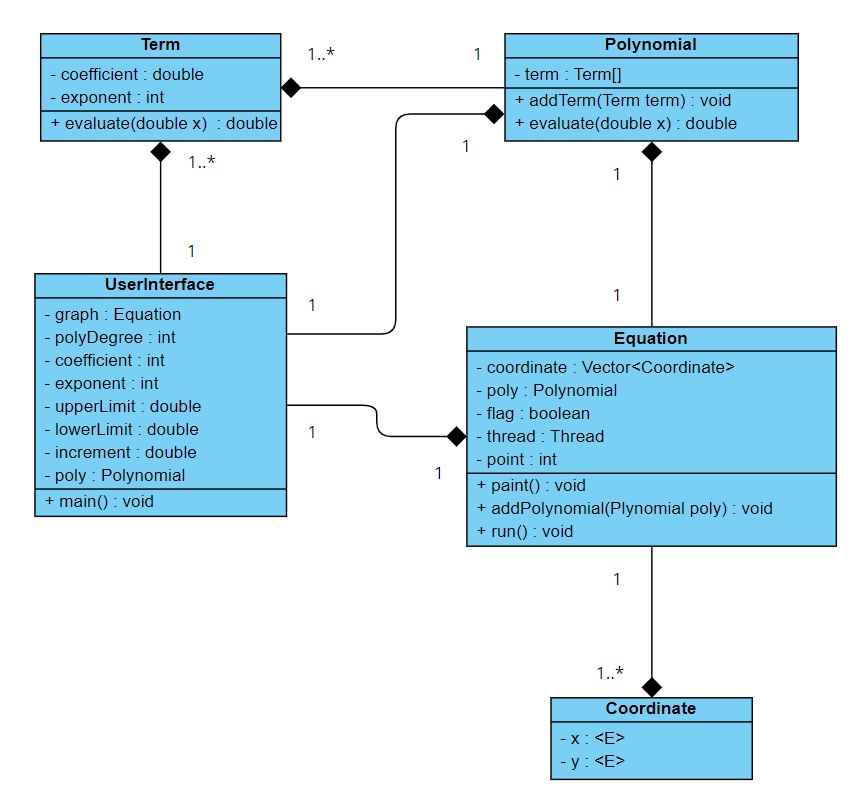 Term
- coefficient : double
- exponent : int
+ evaluate(double x)  : double
1..*
1
Polynomial
- term : Term[]
+ addTerm(Term term) : void
+ evaluate(double x) : double
1
1..*
1
1
1
UserInterface
- graph : Equation
- polyDegree : int
- coefficient : int
- exponent : int
- upperLimit : double
- lowerLimit : double
- increment : double
- poly : Polynomial
+ main() : void
1
1
1
Equation
- coordinate : Vector<Coordinate>
- poly : Polynomial
- flag : boolean
- thread : Thread
- point : int
+ paint() : void
+ addPolynomial(Plynomial poly) : void
+ run() : void
1
1..*
Coordinate
- x : <E>
- y : <E>